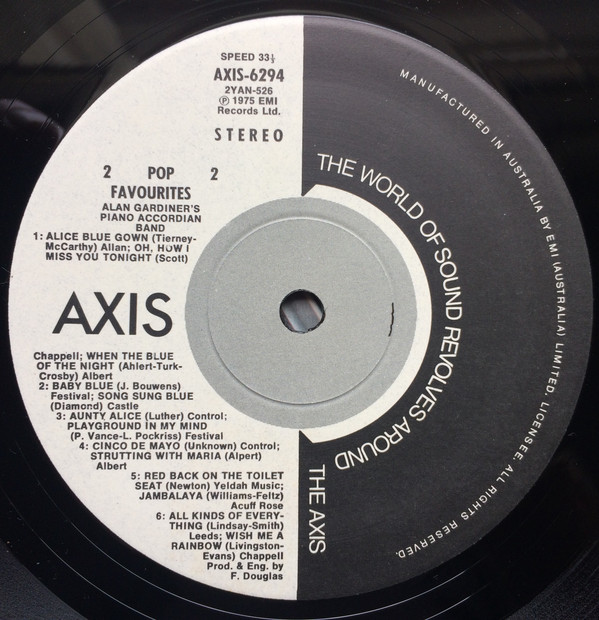 SPEED 33⅓
AXIS-6294
2YAN-526
Ⓟ 1975 EMI
Records Ltd.
STEREO
2 POP 2
FAVOURITES
ALAN GARDINER'S
PIANO ACCORDIAN
BAND
1: ALICE BLUE GOWN (Tierney-
McCarthy) Allan; OH, HOW I
MISS YOU TONIGHT (Scott)
AXIS
Chappell; WHEN THE BLUE
OF THE NIGHT (Ahlert-Turk-
Crosby) Albert
2: BABY BLUE (J. Bouwens)
Festival; SONG SUNG BLUE
(Diamond) Castle
3: AUNTY ALICE (Luther) Control;
PLAYGROUND IN MY MIND
(P. Vance-L. Pockriss) Festival
4: CINCO DE MAYO (Unknown) Control;
STRUTTING WITH MARIA (Alpert)
Albert
5: RED BACK ON THE TOILET
SEAT (Newton) Yeldah Music;
JAMBALAYA (Williams-Feltz)
Acuff Rose
6: ALL KINDS OF EVERY-
THING (Lindsay-Smith)
Leeds; WISH ME A
RAINBOW (Livingston-
Evans) Chappell
Prod. & Eng. by
F. Douglas
THE WORLD OF SOUND REVOLVES AROUND
THE AXIS
MANUFACTURED IN AUSTRALIA BY EMI (AUSTRALIA) LIMITED, LICENSEE. ALL RIGHTS RESERVED.